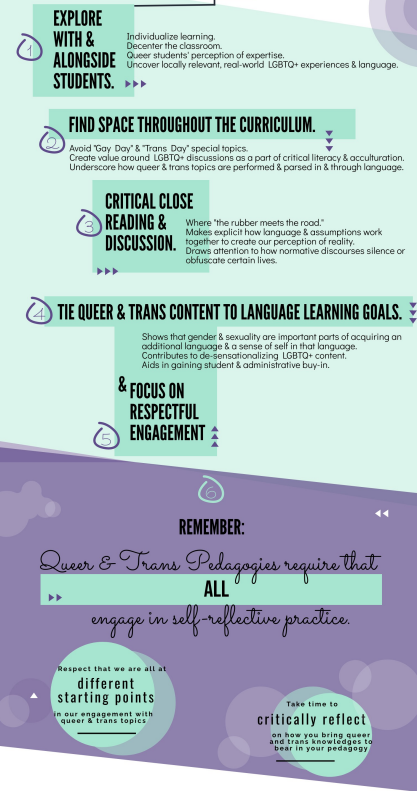 1
EXPLORE
WITH &
ALONGSIDE
STUDENTS.
Individualize learning.
Decenter the classroom.
Queer students' perception of expertise.
Uncover locally relevant, real-world LGBTQ+ experiences & language.
2
FIND SPACE THROUGHOUT THE CURRICULUM.
Avoid "Gay Day" & "Trans Day" special topics.
Create value around LGBTQ+ discussions as a part of critical literacy & acculturation.
Underscore how queer & trans topics are performed & parsed in & through language.
3
CRITICAL CLOSE
READING &
DISCUSSION.
Where "the rubber meets the road."
Makes explicit how language & assumptions work
together to create our perception of reality.
Draws attention to how normative discourses silence or
obfuscate certain lives.
4
TIE QUEER & TRANS CONTENT TO LANGUAGE LEARNING GOALS.
Shows that gender & sexuality are important parts of acquiring an
additional language & a sense of self in that language.
Contributes to de-sensationalizing LGBTQ+ content.
Aids in gaining student & administrative buy-in.
5
& FOCUS ON
RESPECTFUL
ENGAGEMENT
6
REMEMBER:
Queer & Trans Pedagogies require that
ALL
engage in self-reflective practice.
Respect that we are all at
different
starting points
in our engagement with
queer & trans topics
Take time to
critically reflect
on how you bring queer
and trans knowledges to
bear in your pedagogy